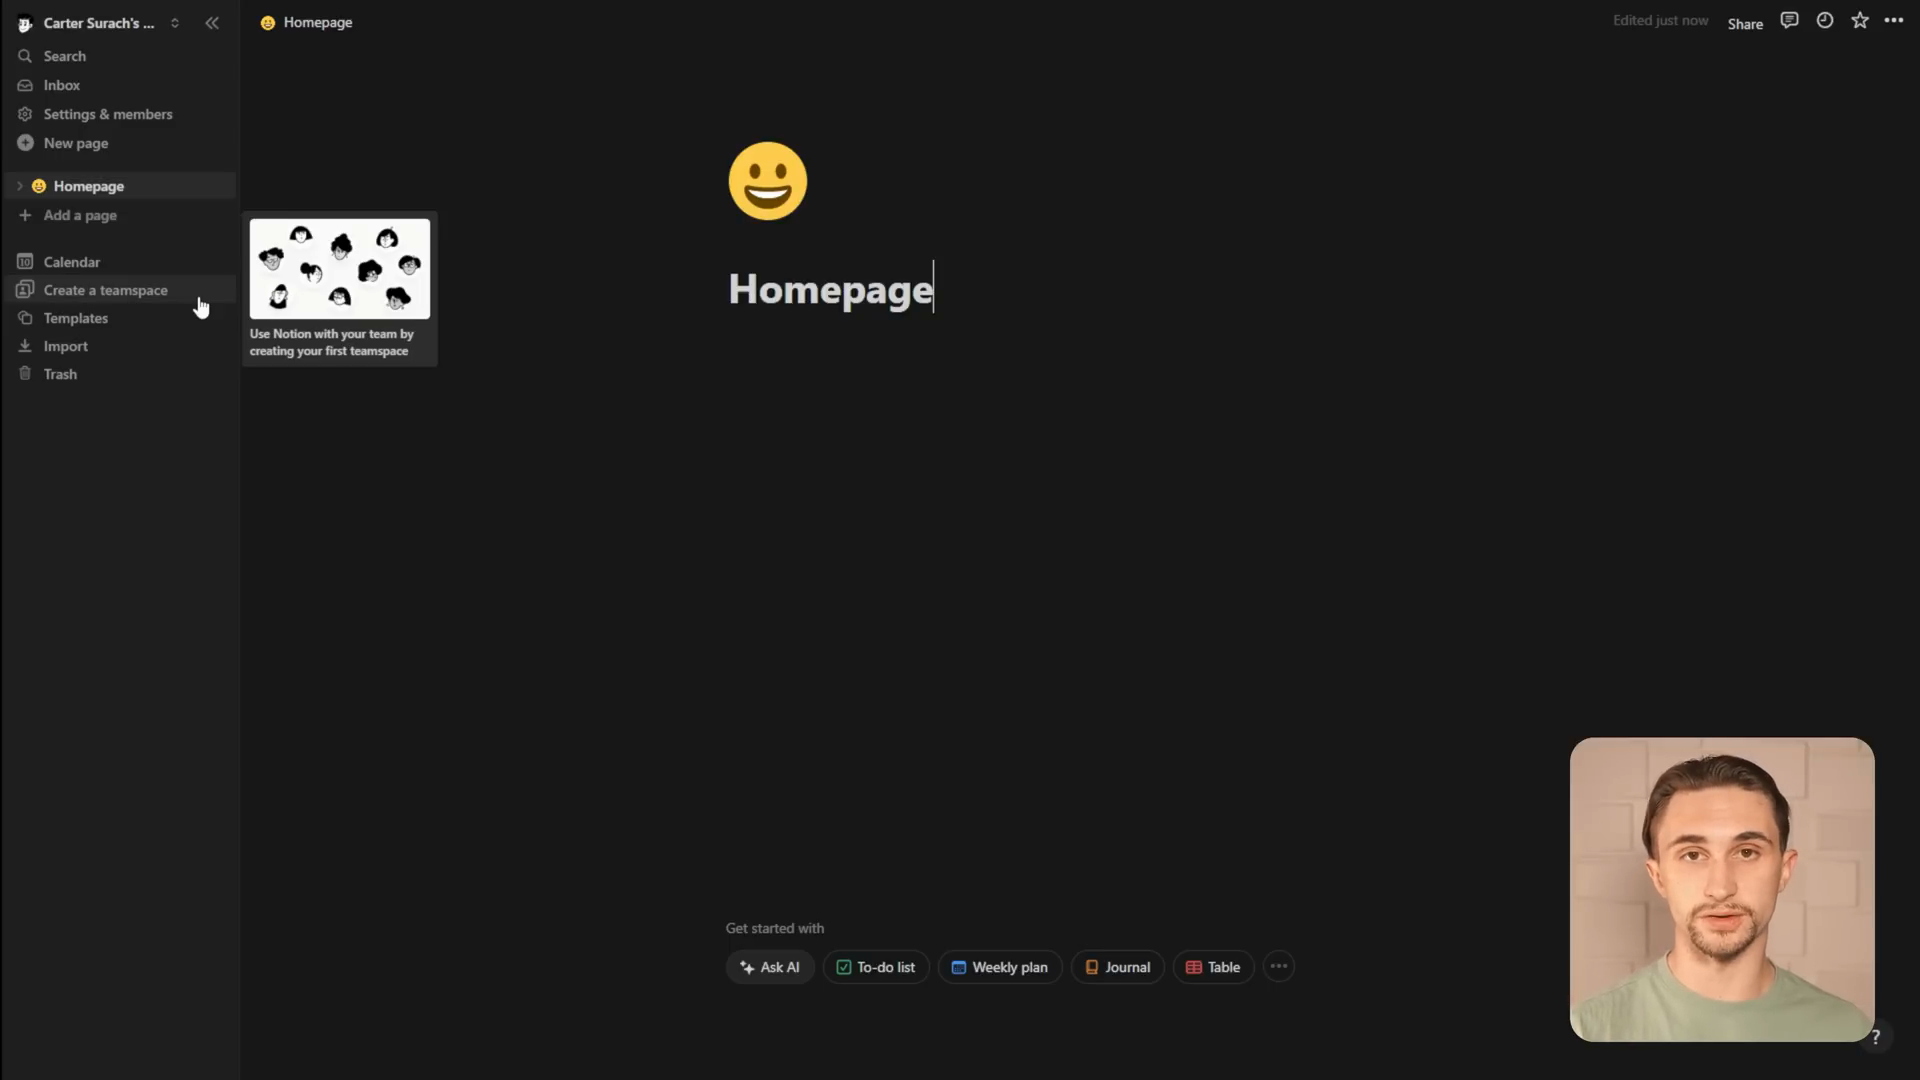 Carter Surach's ...
Homepage
Edited just now
Share
Search
Inbox
Settings & members
New page
Homepage
Add a page
10
Calendar
Create a teamspace
Templates
Import
Trash
Use Notion with your team by
creating your first teamspace
Homepage
Get started with
Ask AI
To-do list
Weekly plan
Journal
Table
?